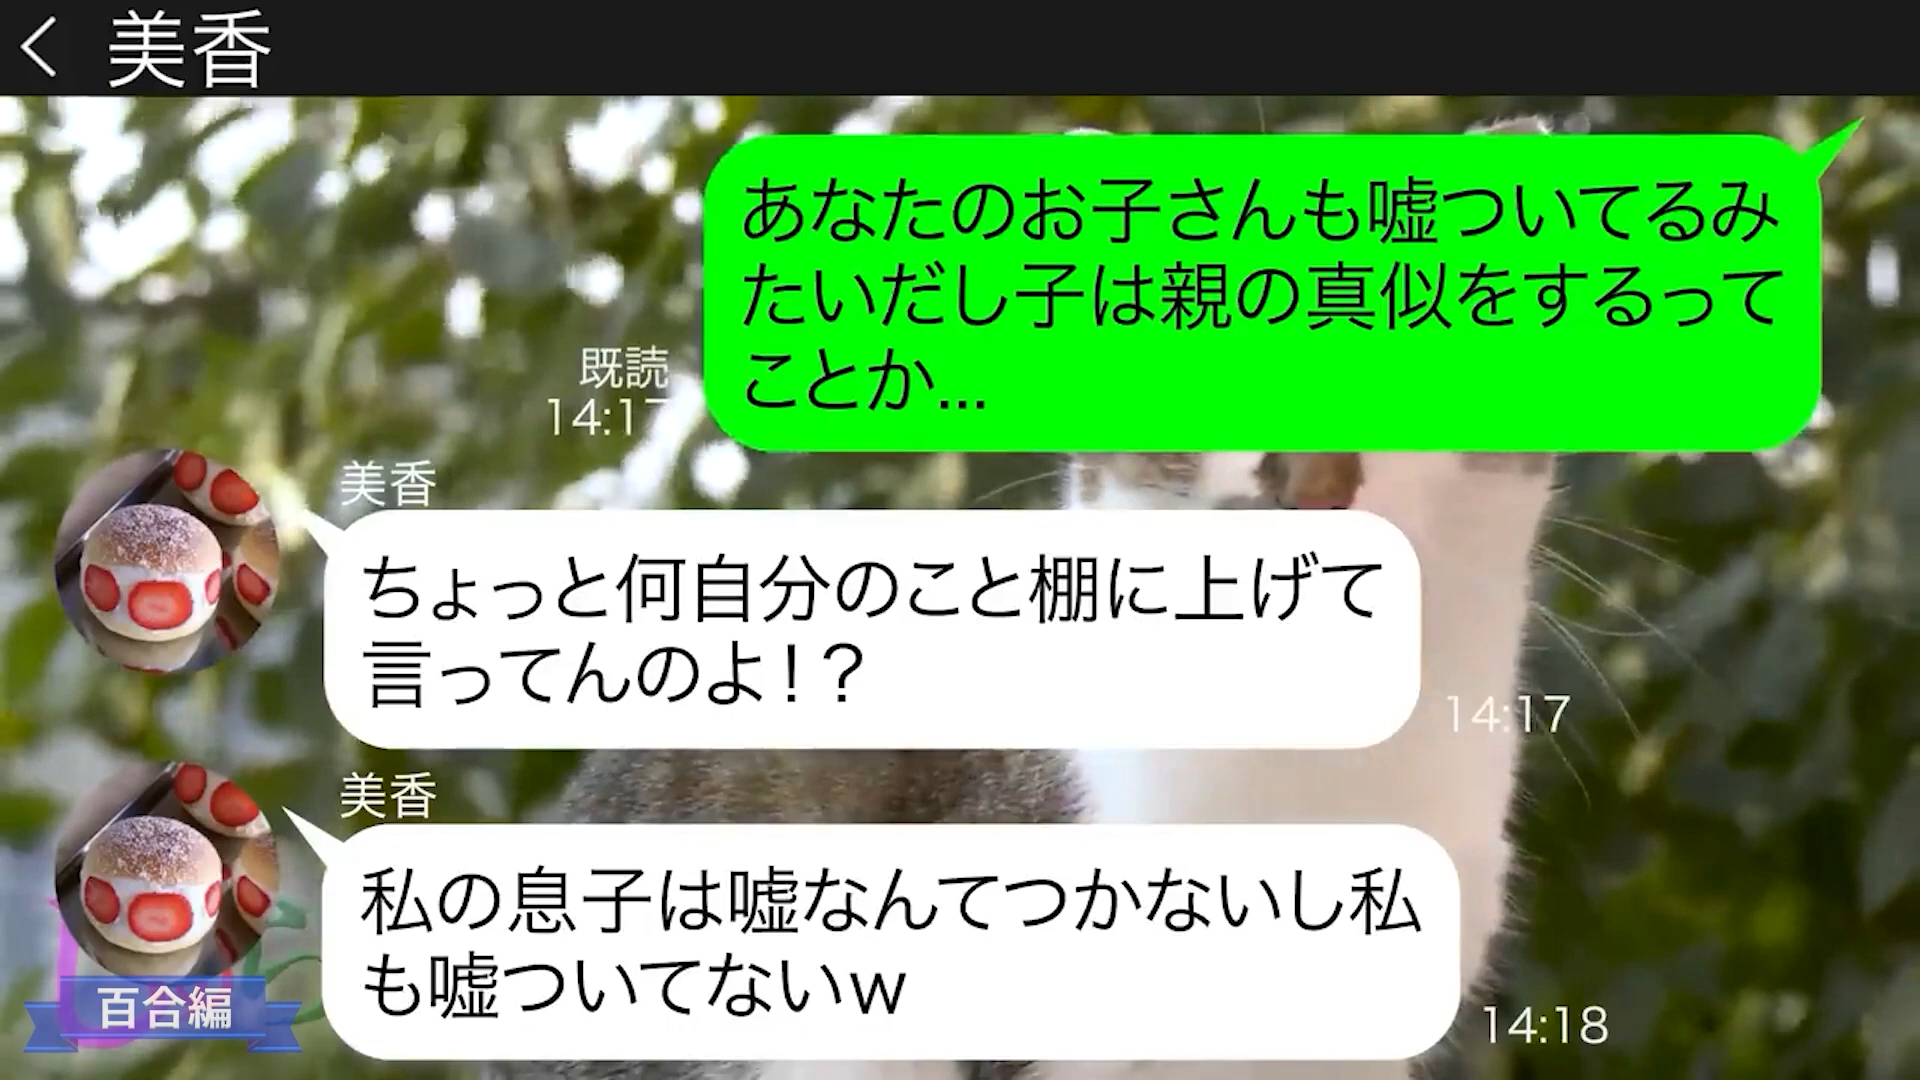 美香
あなたのお子さんも嘘ついてるみ
たいだし子は親の真似をするって
ことか...
既読
14:17
美香
ちょっと何自分のこと棚に上げて
言ってんのよ!?
14:17
美香
私の息子は嘘なんてつかないし私
も嘘ついてないw
14:18
百合編